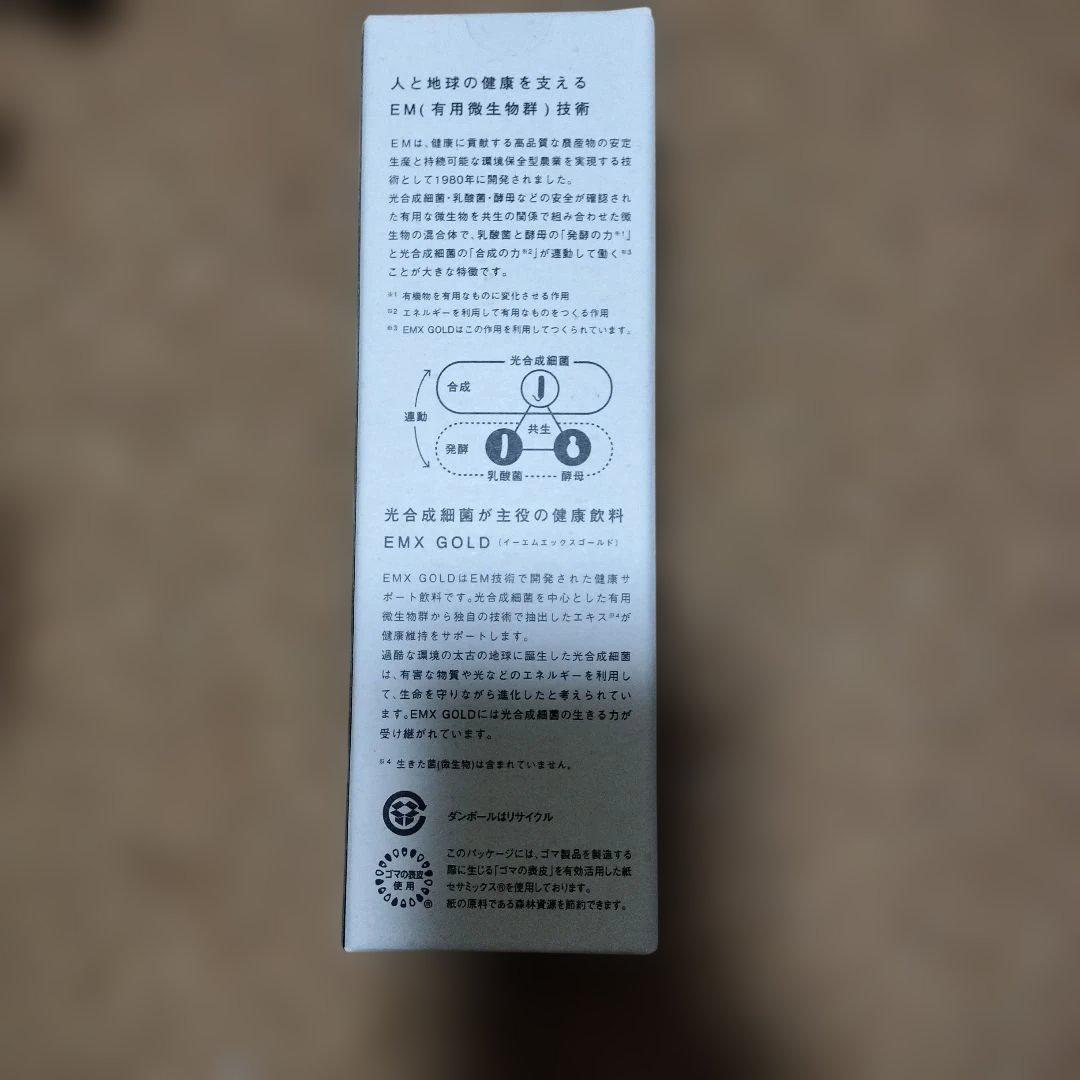 人と地球の健康を支える
EM(有用微生物群)技術
EMは、健康に貢献する高品質な農産物の安定
生産と持続可能な環境保全型農業を実現する技
術として1980年に開発されました。
光合成細菌・乳酸菌・酵母などの安全が確認され
た有用な微生物を共生の関係で組み合わせた微
生物の混合体で、乳酸菌と酵母の「発酵の力※1」
と光合成細菌の「合成の力※2」が連動して働く※3
ことが大きな特徴です。
※1 有機物を有用なものに変化させる作用
※2 エネルギーを利用して有用なものをつくる作用
※3 EMX GOLDはこの作用を利用してつくられています。
光合成細菌
合成
連動
共生
発酵
乳酸菌 酵母
光合成細菌が主役の健康飲料
EMX GOLD (イーエムエックスゴールド)
EMX GOLDはEM技術で開発された健康サ
ポート飲料です。光合成細菌を中心とした有用
微生物群から独自の技術で抽出したエキス※4が
健康維持をサポートします。
過酷な環境の太古の地球に誕生した光合成細菌
は、有害な物質や光などのエネルギーを利用し
て、生命を守りながら進化したと考えられてい
ます。EMX GOLDには光合成細菌の生きる力が
受け継がれています。
※4 生きた菌(微生物)は含まれていません。
ダンボールはリサイクル
ゴマの表皮
使用
®
このパッケージには、ゴマ製品を製造する
際に生じる「ゴマの表皮」を有効活用した紙
セサミックス®を使用しております。
紙の原料である森林資源を節約できます。